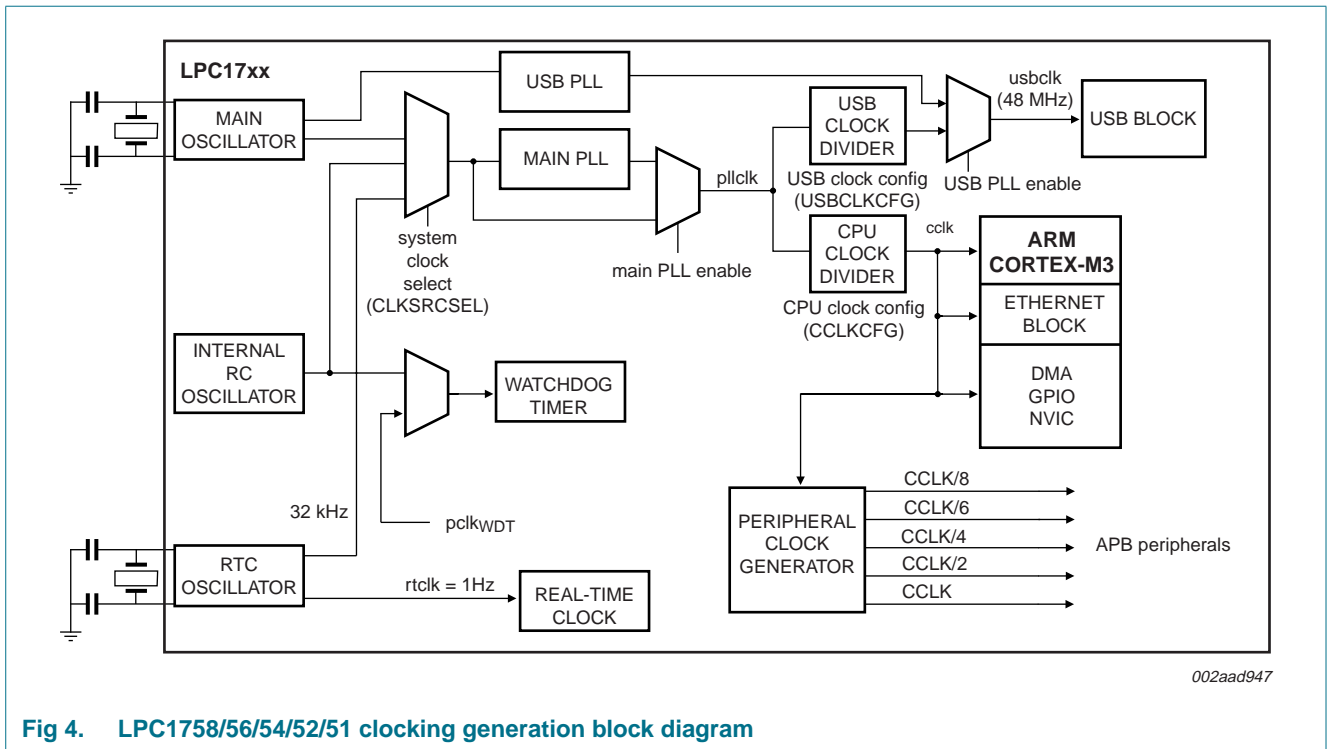 LPC17xx
MAIN
OSCILLATOR
USB PLL
MAIN PLL
system
clock
select
(CLKSRCSEL)
main PLL enable
pllclk
USB
CLOCK
DIVIDER
USB clock config
(USBCLKCFG)
USB PLL enable
usbclk
(48 MHz)
USB BLOCK
CPU
CLOCK
DIVIDER
CPU clock config
(CCLKCFG)
cclk
ARM
CORTEX-M3
ETHERNET
BLOCK
DMA
GPIO
NVIC
INTERNAL
RC
OSCILLATOR
WATCHDOG
TIMER
pclkWDT
32 kHz
RTC
OSCILLATOR
rtclk = 1Hz
REAL-TIME
CLOCK
PERIPHERAL
CLOCK
GENERATOR
CCLK/8
CCLK/6
CCLK/4
CCLK/2
CCLK
APB peripherals
002aad947
Fig 4. LPC1758/56/54/52/51 clocking generation block diagram